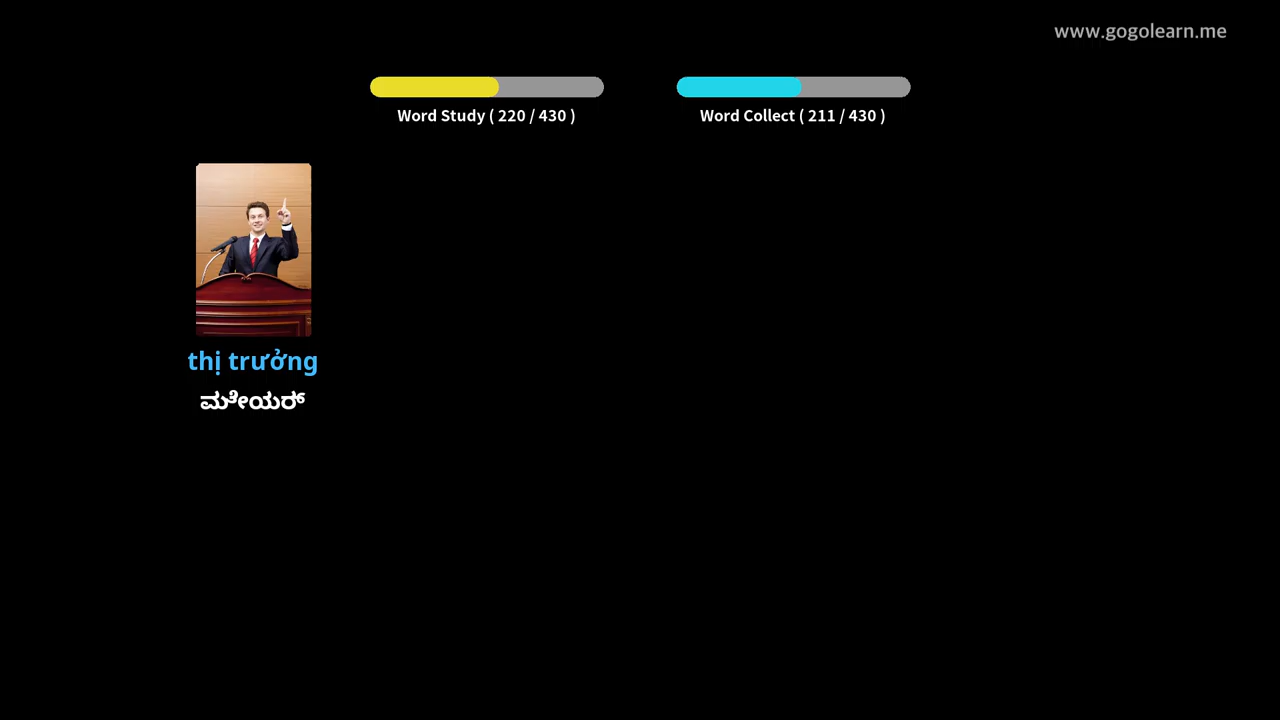 www.gogolearn.me
Word Study ( 220 / 430 )
Word Collect ( 211 / 430 )
thị trưởng
ಮೇಯರ್